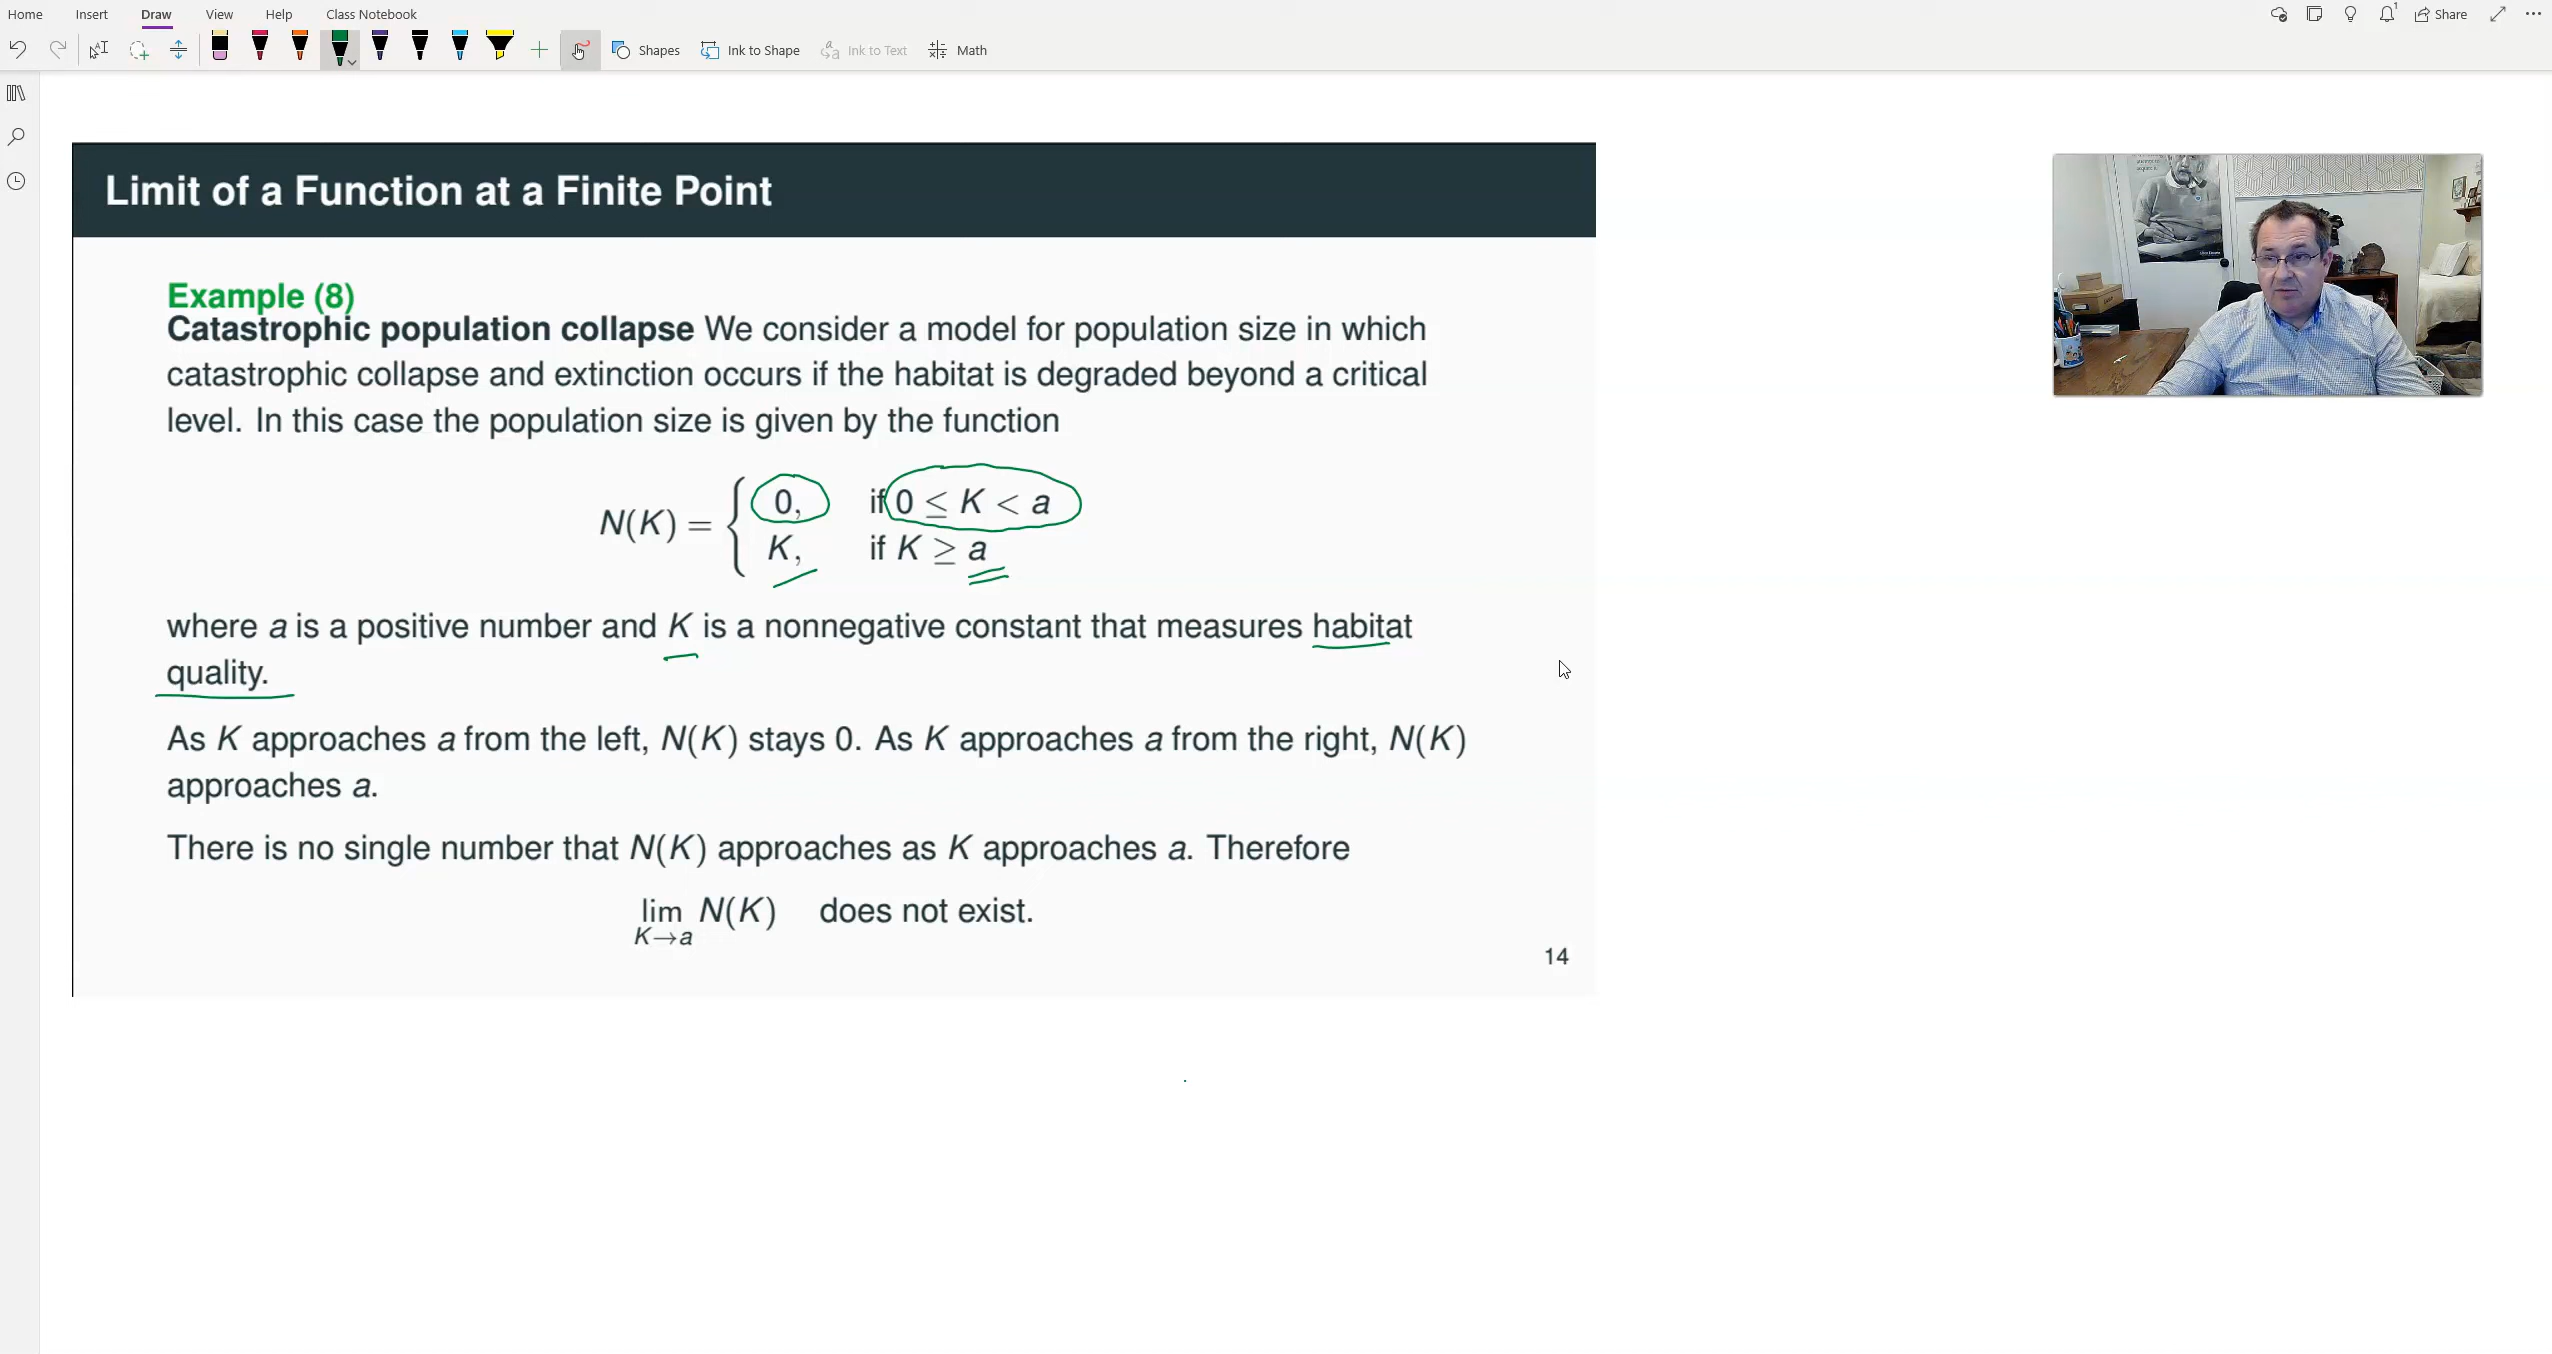 Home Insert Draw View Help Class Notebook
1
Share
Shapes Ink to Shape Ink to Text Math
Limit of a Function at a Finite Point
Example (8)
Catastrophic population collapse We consider a model for population size in which
catastrophic collapse and extinction occurs if the habitat is degraded beyond a critical
level. In this case the population size is given by the function
N(K) = { 0, if 0 ≤ K < a
K, if K ≥ a
where a is a positive number and K is a nonnegative constant that measures habitat
quality.
As K approaches a from the left, N(K) stays 0. As K approaches a from the right, N(K)
approaches a.
There is no single number that N(K) approaches as K approaches a. Therefore
lim N(K) does not exist.
K→a
14